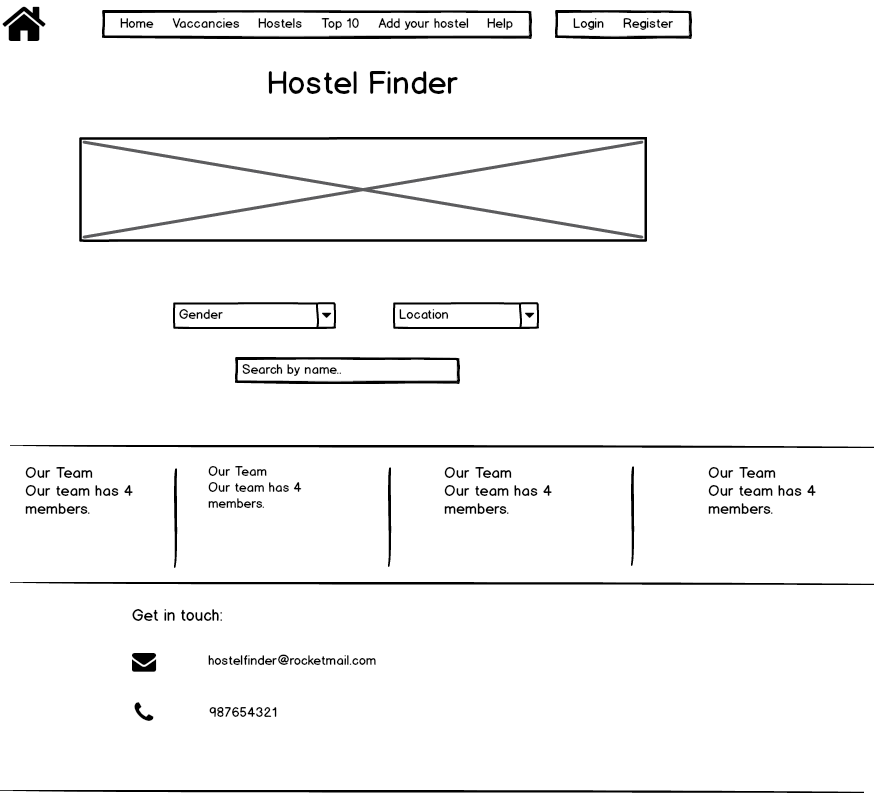 Home Vaccancies Hostels Top 10 Add your hostel Help Login Register
Hostel Finder
Gender Location
Search by name..
Our Team
Our team has 4
members.
Our Team
Our team has 4
members.
Our Team
Our team has 4
members.
Our Team
Our team has 4
members.
Get in touch:
hostelfinder@rocketmail.com
987654321